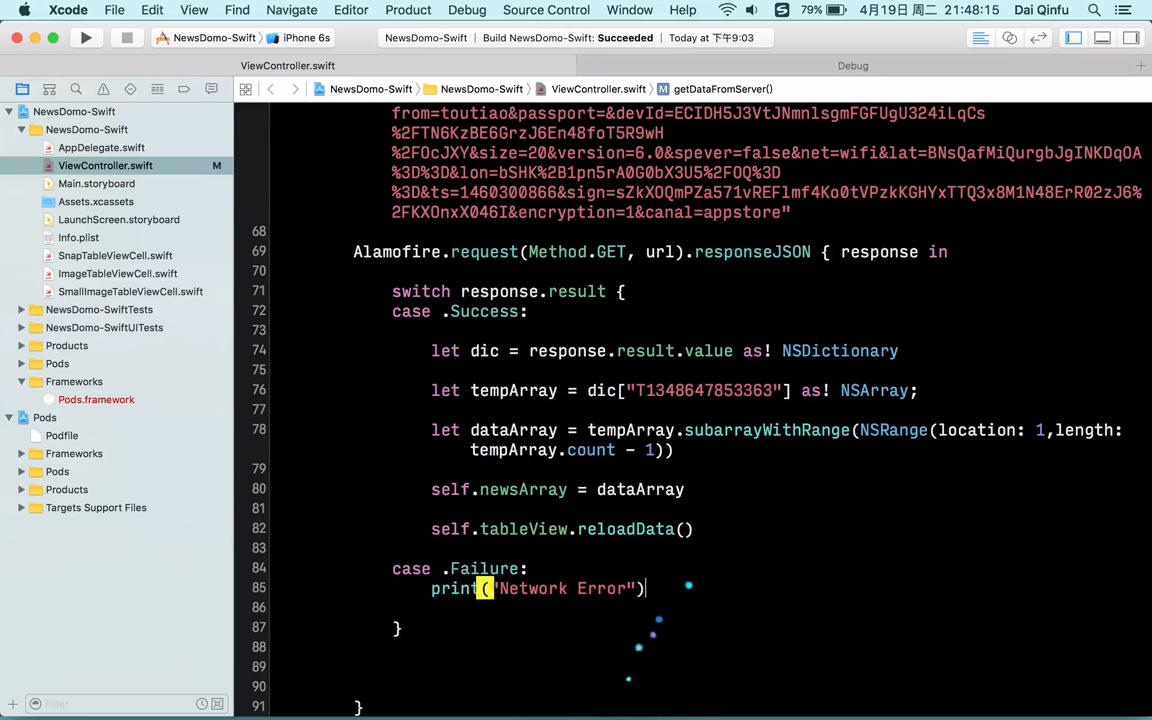 Xcode File Edit View Find Navigate Editor Product Debug Source Control Window Help 79% 4月19日 周二 21:48:15 Dai Qinfu
NewsDomo-Swift iPhone 6s NewsDomo-Swift Build NewsDomo-Swift: Succeeded Today at 下午9:03
ViewController.swift Debug
NewsDomo-Swift NewsDomo-Swift ViewController.swift M getDataFromServer()
NewsDomo-Swift
NewsDomo-Swift
AppDelegate.swift
ViewController.swift M
Main.storyboard
Assets.xcassets
LaunchScreen.storyboard
Info.plist
SnapTableViewCell.swift
ImageTableViewCell.swift
SmallImageTableViewCell.swift
NewsDomo-SwiftTests
NewsDomo-SwiftUITests
Products
Pods
Frameworks
Pods.framework
Pods
Podfile
Frameworks
Pods
Products
Targets Support Files
Filter
from=toutiao&passport=&devId=ECIDH5J3VtJNmnlsgmFGFUgU324iLqCs
%2FTN6KzBE6GrzJ6En48foT5R9wH
%2FOcJXY&size=20&version=6.0&spever=false&net=wifi&lat=BNsQafMiQurgbJgINKDqOA
%3D%3D&lon=bSHK%2B1pn5rA0G0bX3U5%2FOQ%3D
%3D&ts=1460300866&sign=sZkXOQmPZa571vREFlmf4Ko0tVPzkKGHYxTTQ3x8M1N48ErR02zJ6%
2FKXOnxX046I&encryption=1&canal=appstore"
68
69 Alamofire.request(Method.GET, url).responseJSON { response in
70
71 switch response.result {
72 case .Success:
73
74 let dic = response.result.value as! NSDictionary
75
76 let tempArray = dic["T1348647853363"] as! NSArray;
77
78 let dataArray = tempArray.subarrayWithRange(NSRange(location: 1,length:
tempArray.count - 1))
79
80 self.newsArray = dataArray
81
82 self.tableView.reloadData()
83
84 case .Failure:
85 print("Network Error")
86
87 }
88
89
90
91 }